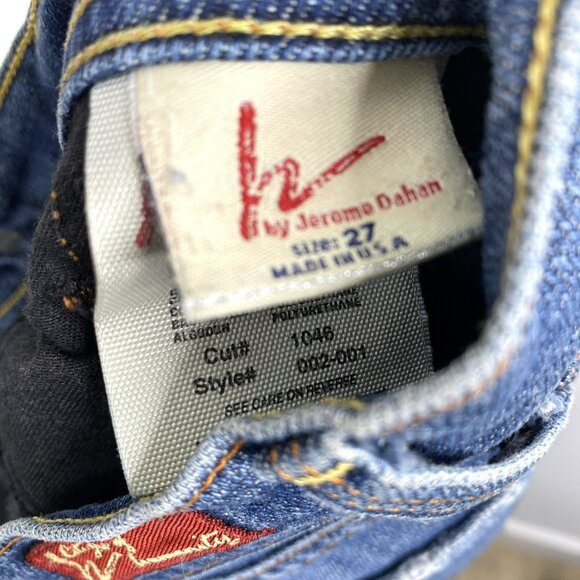 h
by Jerome Dahan
SIZE: 27
MADE IN U.S.A
POLYURETHANE
Cut# 1046
Style# 002-001
SEE CARE ON REVERSE